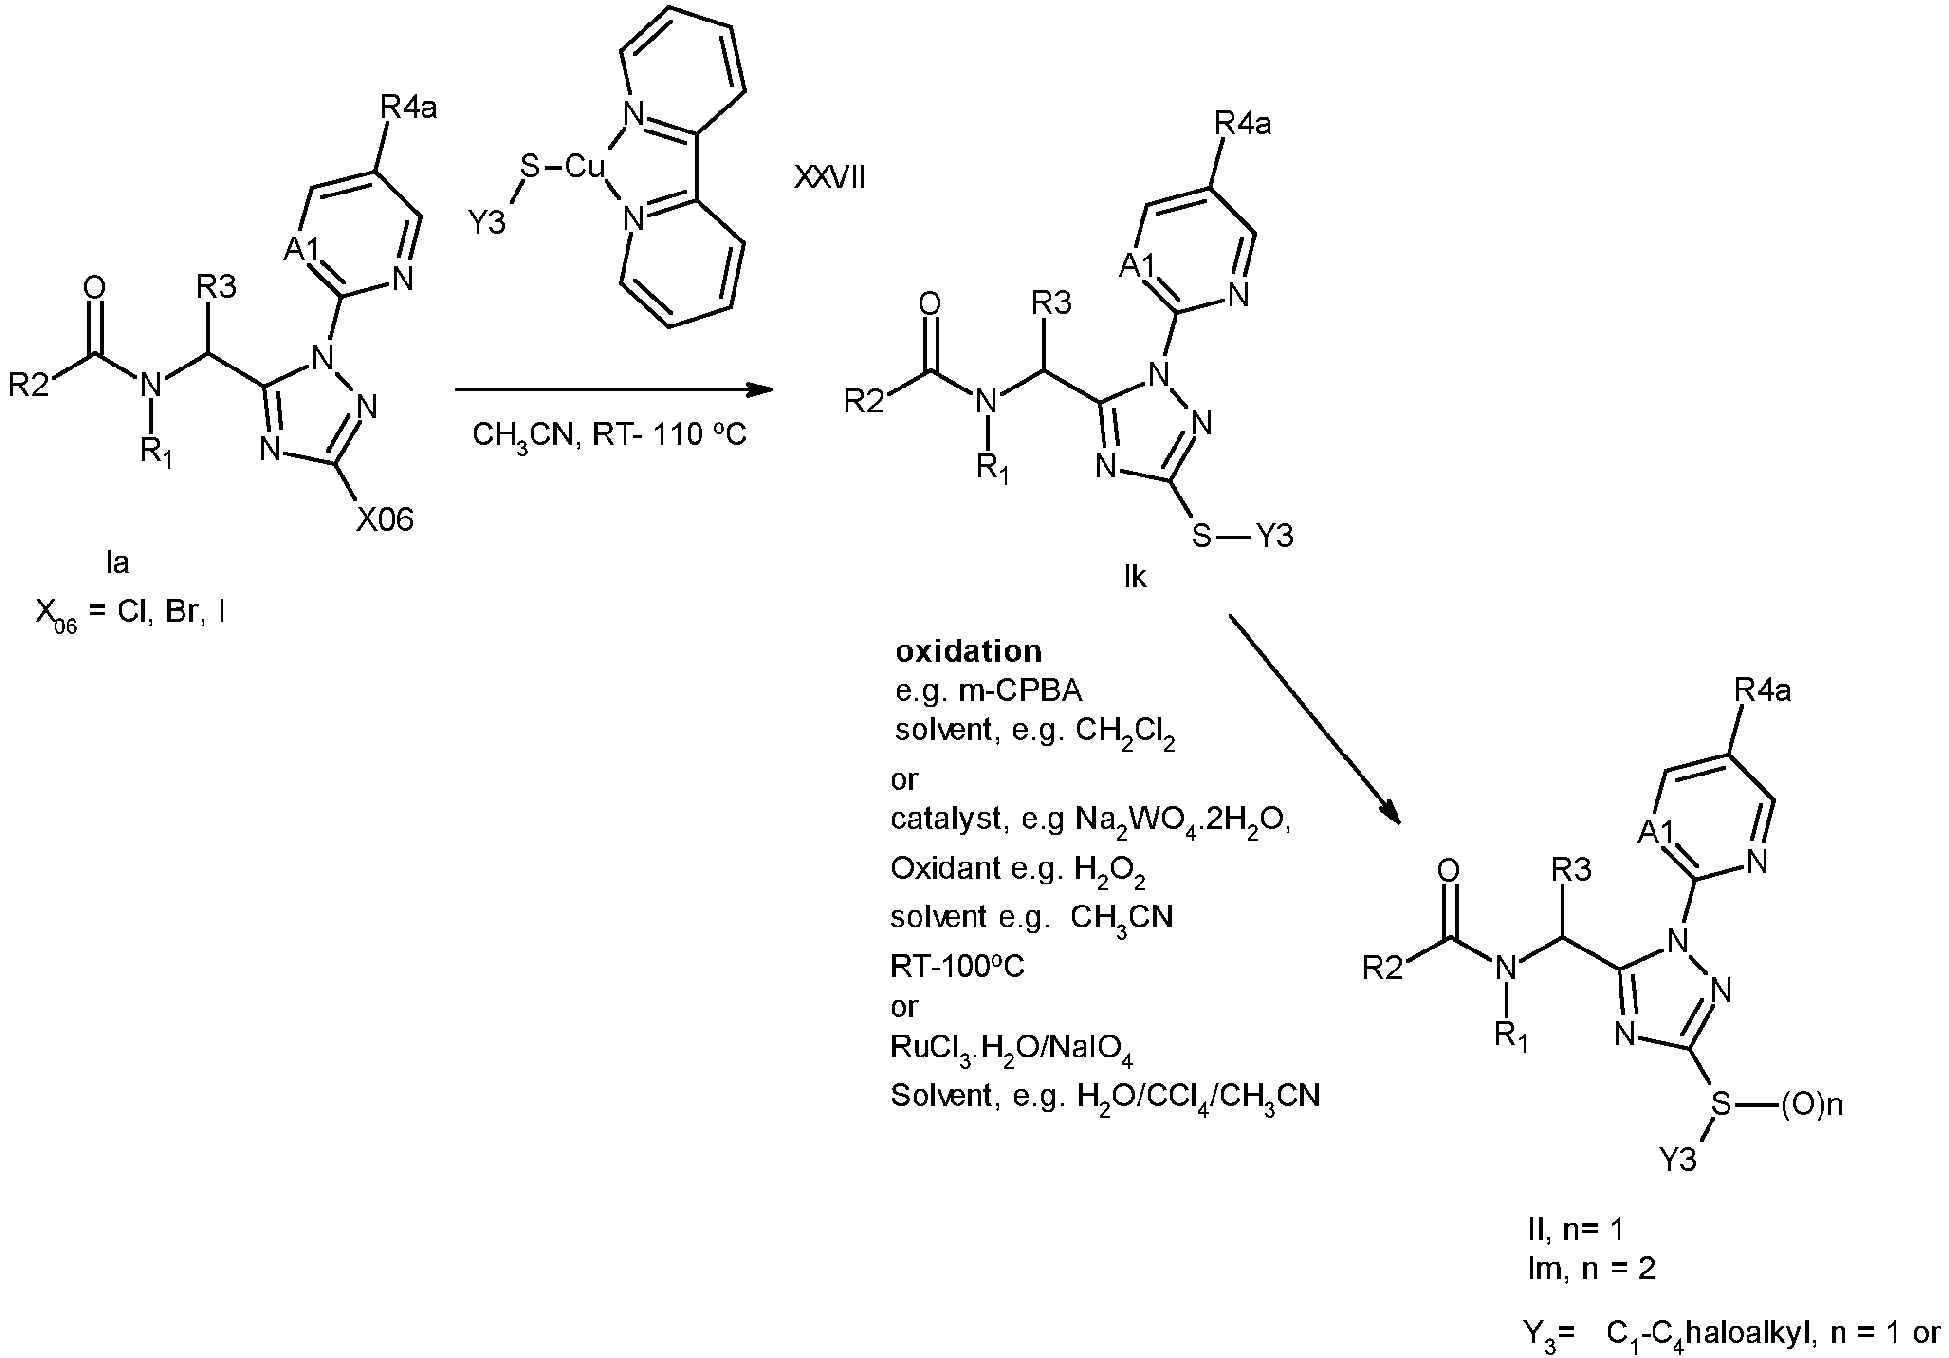 R4a
N
S
Cu
N
Y3
XXVII
A1
N
O
R3
R2
N
N
N
N
R1
X06
CH3CN, RT- 110 ºC
Ia
X06 = Cl, Br, I
R4a
A1
N
O
R3
R2
N
N
N
N
R1
S
Y3
Ik
oxidation
e.g. m-CPBA
solvent, e.g. CH2Cl2
or
catalyst, e.g Na2WO4.2H2O,
Oxidant e.g. H2O2
solvent e.g. CH3CN
RT-100ºC
or
RuCl3.H2O/NaIO4
Solvent, e.g. H2O/CCl4/CH3CN
R4a
A1
N
O
R3
R2
N
N
N
N
R1
S
(O)n
Y3
Il, n= 1
Im, n = 2
Y3= C1-C4haloalkyl, n = 1 or